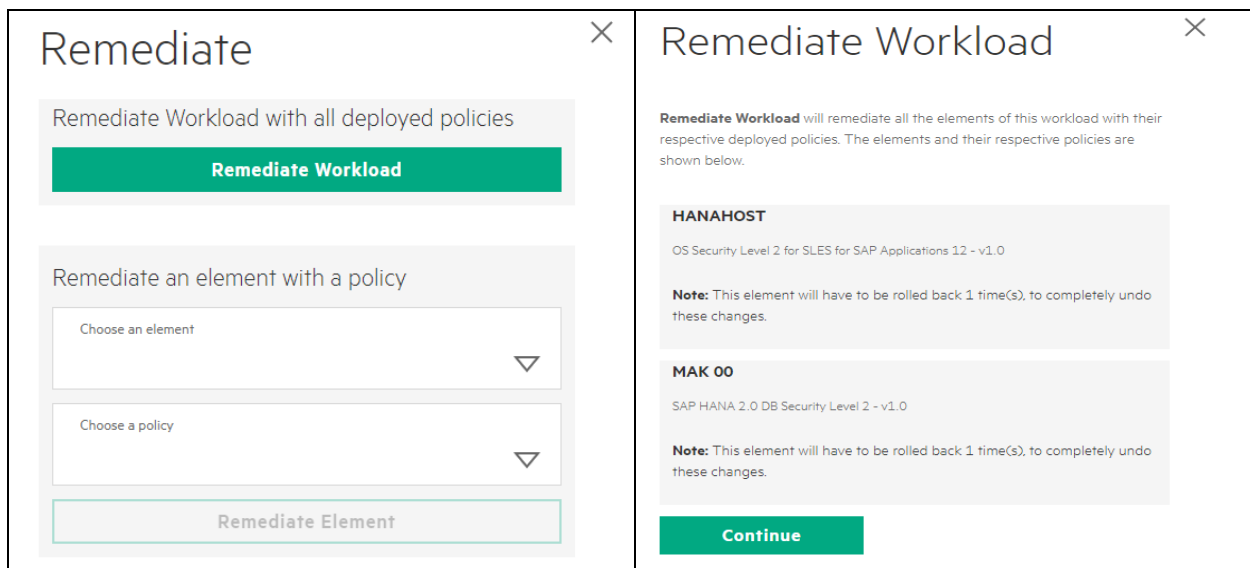 Remediate
Remediate Workload with all deployed policies
Remediate Workload
Remediate an element with a policy
Choose an element
Choose a policy
Remediate Element
Remediate Workload
Remediate Workload will remediate all the elements of this workload with their
respective deployed policies. The elements and their respective policies are
shown below.
HANAHOST
OS Security Level 2 for SLES for SAP Applications 12 - v1.0
Note: This element will have to be rolled back 1 time(s), to completely undo
these changes.
MAK 00
SAP HANA 2.0 DB Security Level 2 - v1.0
Note: This element will have to be rolled back 1 time(s), to completely undo
these changes.
Continue